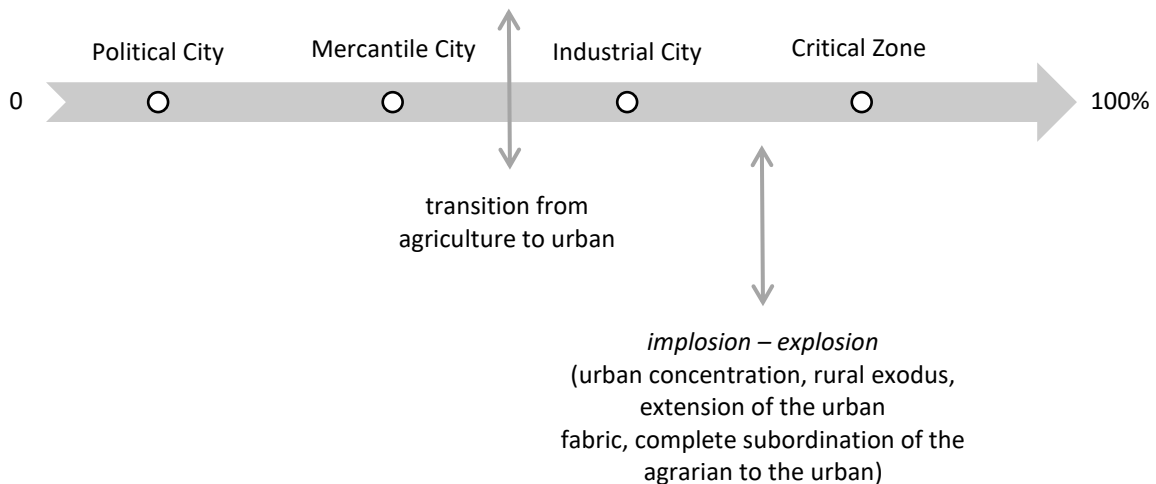 Political City
Mercantile City
Industrial City
Critical Zone
0
100%
transition from
agriculture to urban
implosion – explosion
(urban concentration, rural exodus,
extension of the urban
fabric, complete subordination of the
agrarian to the urban)